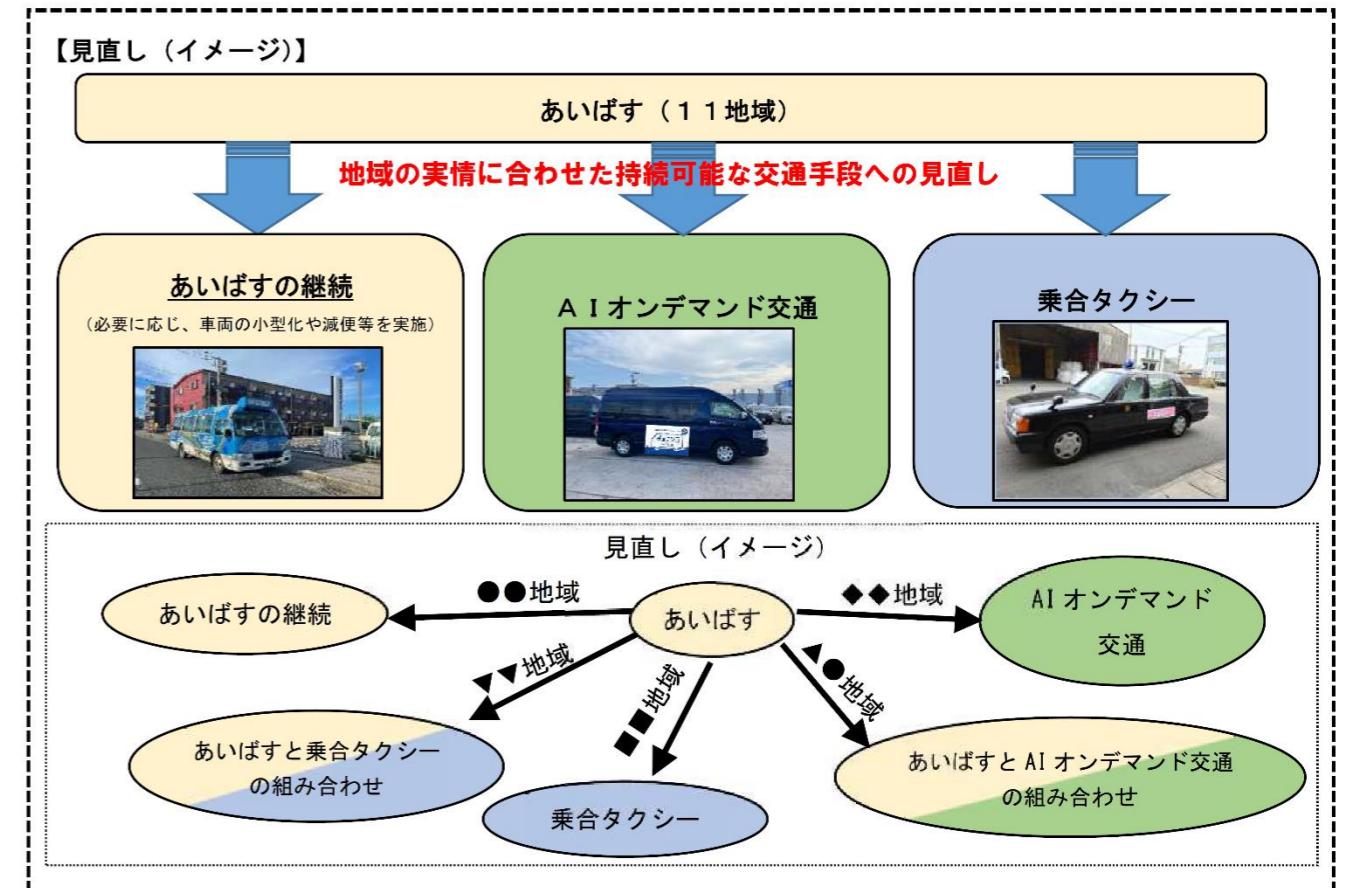 【見直し（イメージ）】
あいばす（１１地域）
地域の実情に合わせた持続可能な交通手段への見直し
あいばすの継続
（必要に応じ、車両の小型化や減便等を実施）
ＡＩオンデマンド交通
乗合タクシー
見直し（イメージ）
●●地域
◆◆地域
あいばすの継続
あいばす
AI オンデマンド
交通
▼▼地域
■■地域
▲●地域
あいばすと乗合タクシー
の組み合わせ
乗合タクシー
あいばすと AI オンデマンド交通
の組み合わせ